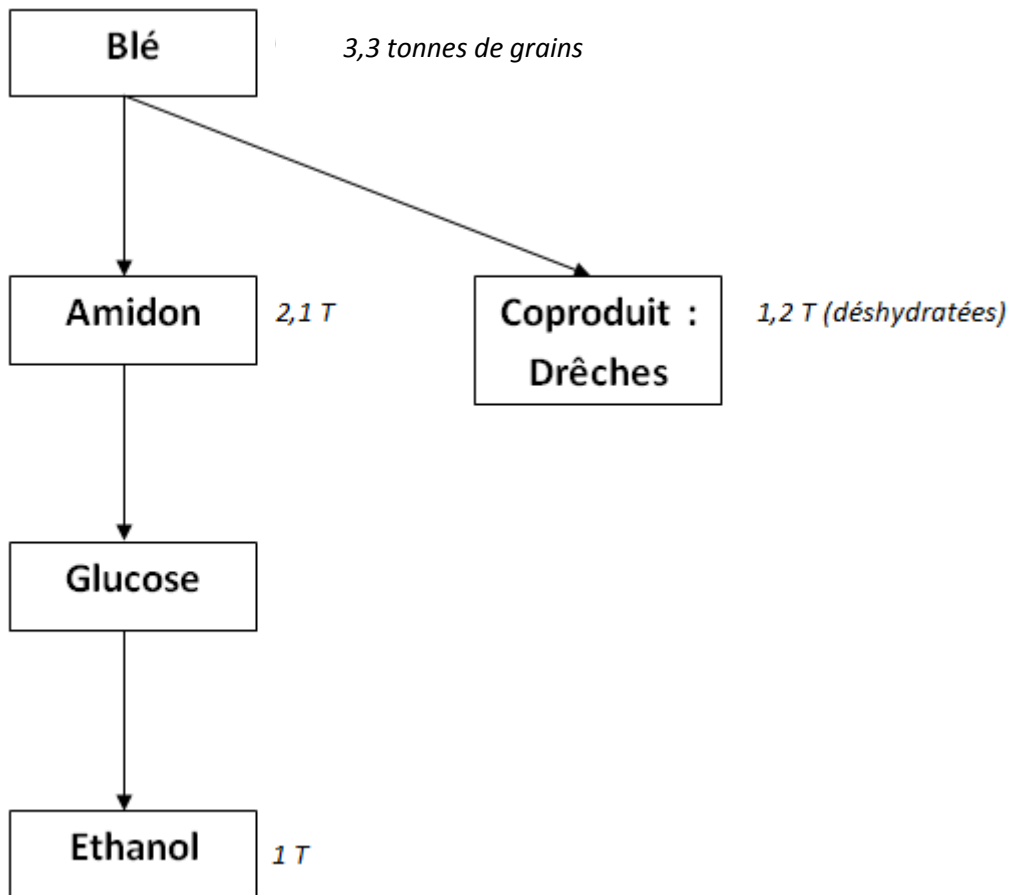 Blé
3,3 tonnes de grains
Amidon
2,1 T
Coproduit :
Drêches
1,2 T (déshydratées)
Glucose
Ethanol
1 T